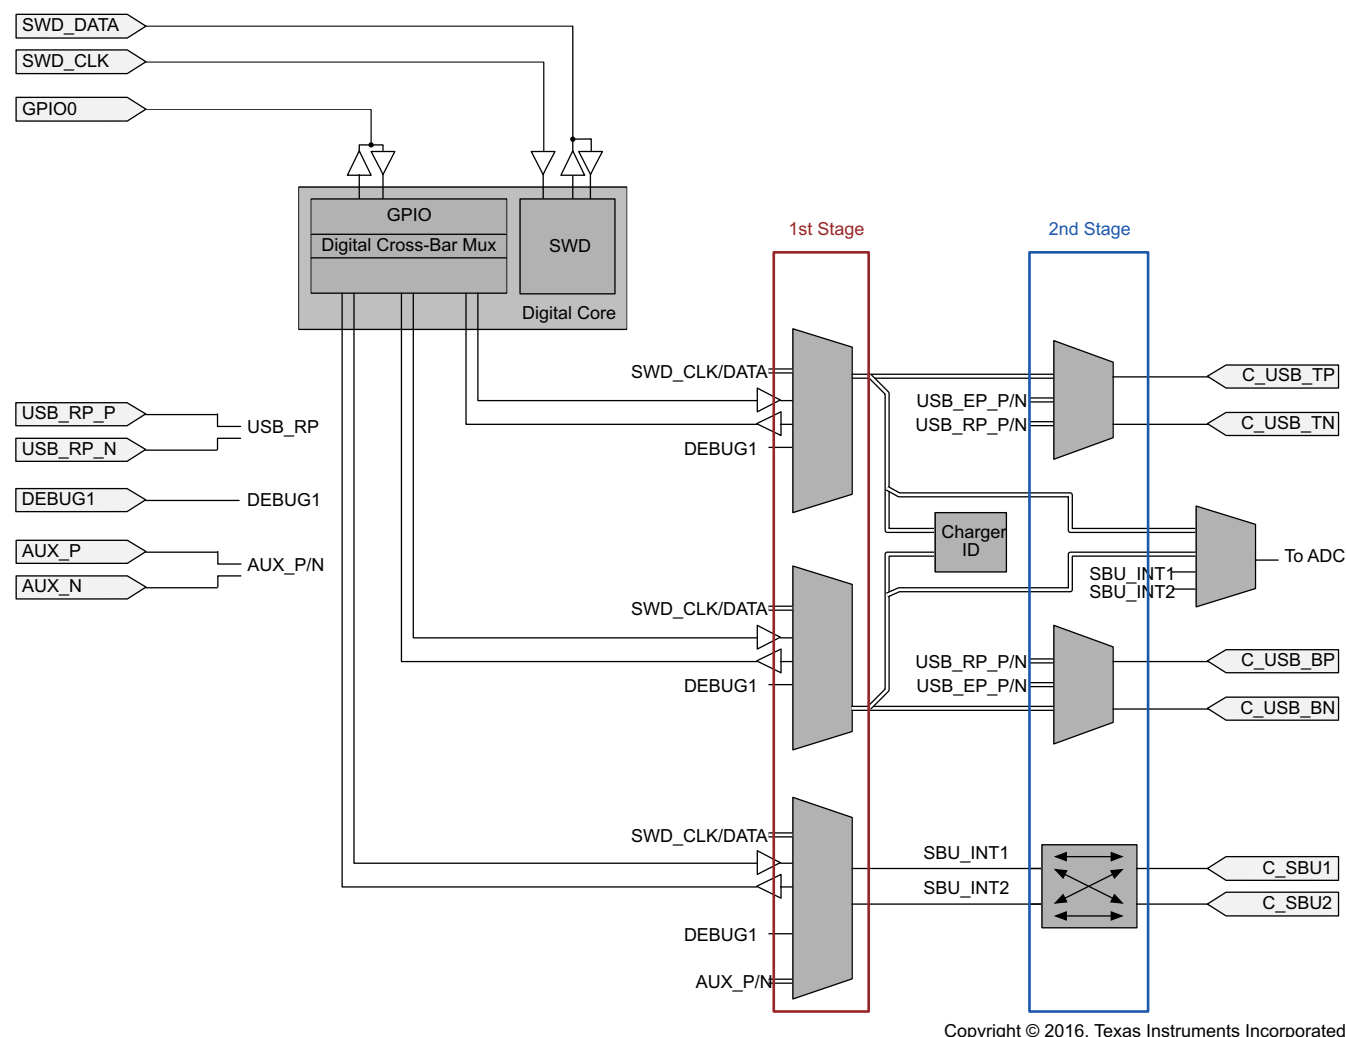 SWD_DATA
SWD_CLK
GPIO0
GPIO
Digital Cross-Bar Mux
SWD
Digital Core
1st Stage
2nd Stage
SWD_CLK/DATA
DEBUG1
USB_EP_P/N
USB_RP_P/N
C_USB_TP
C_USB_TN
USB_RP_P
USB_RP_N
USB_RP
DEBUG1
DEBUG1
AUX_P
AUX_N
AUX_P/N
Charger
ID
SBU_INT1
SBU_INT2
To ADC
SWD_CLK/DATA
DEBUG1
USB_RP_P/N
USB_EP_P/N
C_USB_BP
C_USB_BN
SWD_CLK/DATA
DEBUG1
AUX_P/N
SBU_INT1
SBU_INT2
C_SBU1
C_SBU2
Copyright © 2016, Texas Instruments Incorporated